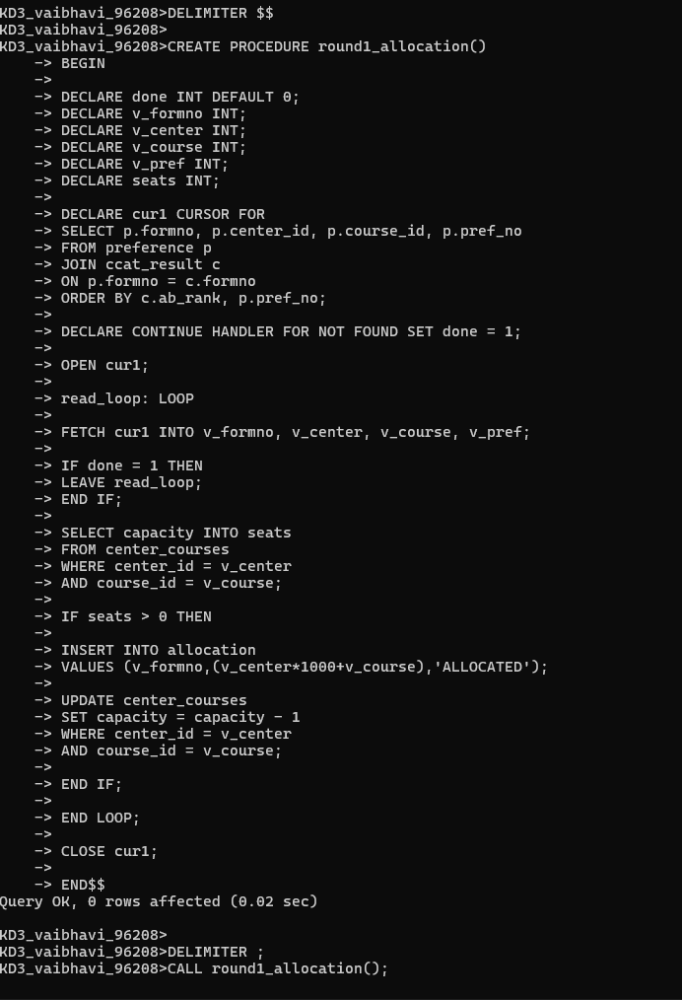 KD3_vaibhavi_96208>DELIMITER $$
KD3_vaibhavi_96208>
KD3_vaibhavi_96208>CREATE PROCEDURE round1_allocation()
    -> BEGIN
    ->
    -> DECLARE done INT DEFAULT 0;
    -> DECLARE v_formno INT;
    -> DECLARE v_center INT;
    -> DECLARE v_course INT;
    -> DECLARE v_pref INT;
    -> DECLARE seats INT;
    ->
    -> DECLARE cur1 CURSOR FOR
    -> SELECT p.formno, p.center_id, p.course_id, p.pref_no
    -> FROM preference p
    -> JOIN ccat_result c
    -> ON p.formno = c.formno
    -> ORDER BY c.ab_rank, p.pref_no;
    ->
    -> DECLARE CONTINUE HANDLER FOR NOT FOUND SET done = 1;
    ->
    -> OPEN cur1;
    ->
    -> read_loop: LOOP
    ->
    -> FETCH cur1 INTO v_formno, v_center, v_course, v_pref;
    ->
    -> IF done = 1 THEN
    -> LEAVE read_loop;
    -> END IF;
    ->
    -> SELECT capacity INTO seats
    -> FROM center_courses
    -> WHERE center_id = v_center
    -> AND course_id = v_course;
    ->
    -> IF seats > 0 THEN
    ->
    -> INSERT INTO allocation
    -> VALUES (v_formno,(v_center*1000+v_course),'ALLOCATED');
    ->
    -> UPDATE center_courses
    -> SET capacity = capacity - 1
    -> WHERE center_id = v_center
    -> AND course_id = v_course;
    ->
    -> END IF;
    ->
    -> END LOOP;
    ->
    -> CLOSE cur1;
    ->
    -> END$$
Query OK, 0 rows affected (0.02 sec)

KD3_vaibhavi_96208>
KD3_vaibhavi_96208>DELIMITER ;
KD3_vaibhavi_96208>CALL round1_allocation();